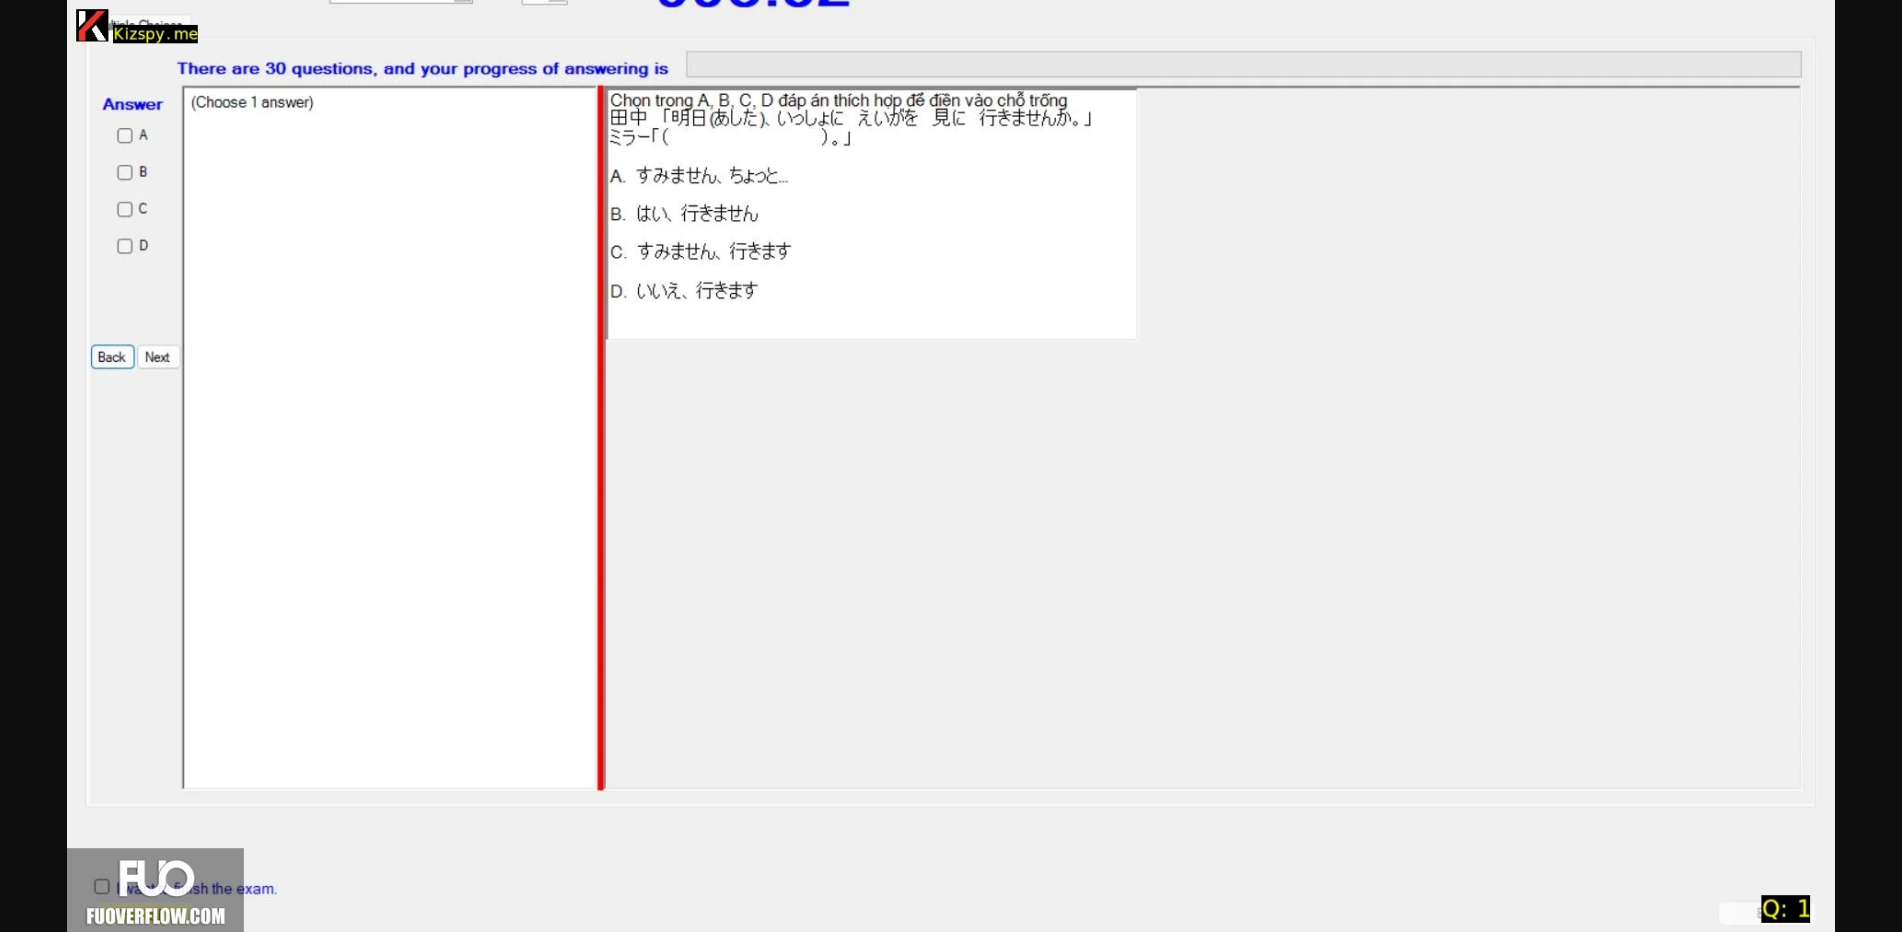 Kizspy.me
There are 30 questions, and your progress of answering is
Answer
(Choose 1 answer)
A
B
C
D
Back
Next
Chọn trong A, B, C, D đáp án thích hợp để điền vào chỗ trống
田中 「明日(あした)、いっしょに えいがを 見に 行きませんか。」
ミラー「( )。」
A. すみません、ちょっと...
B. はい、行きません
C. すみません、行きます
D. いいえ、行きます
FUO
the exam.
FUOVERFLOW.COM
Q: 1